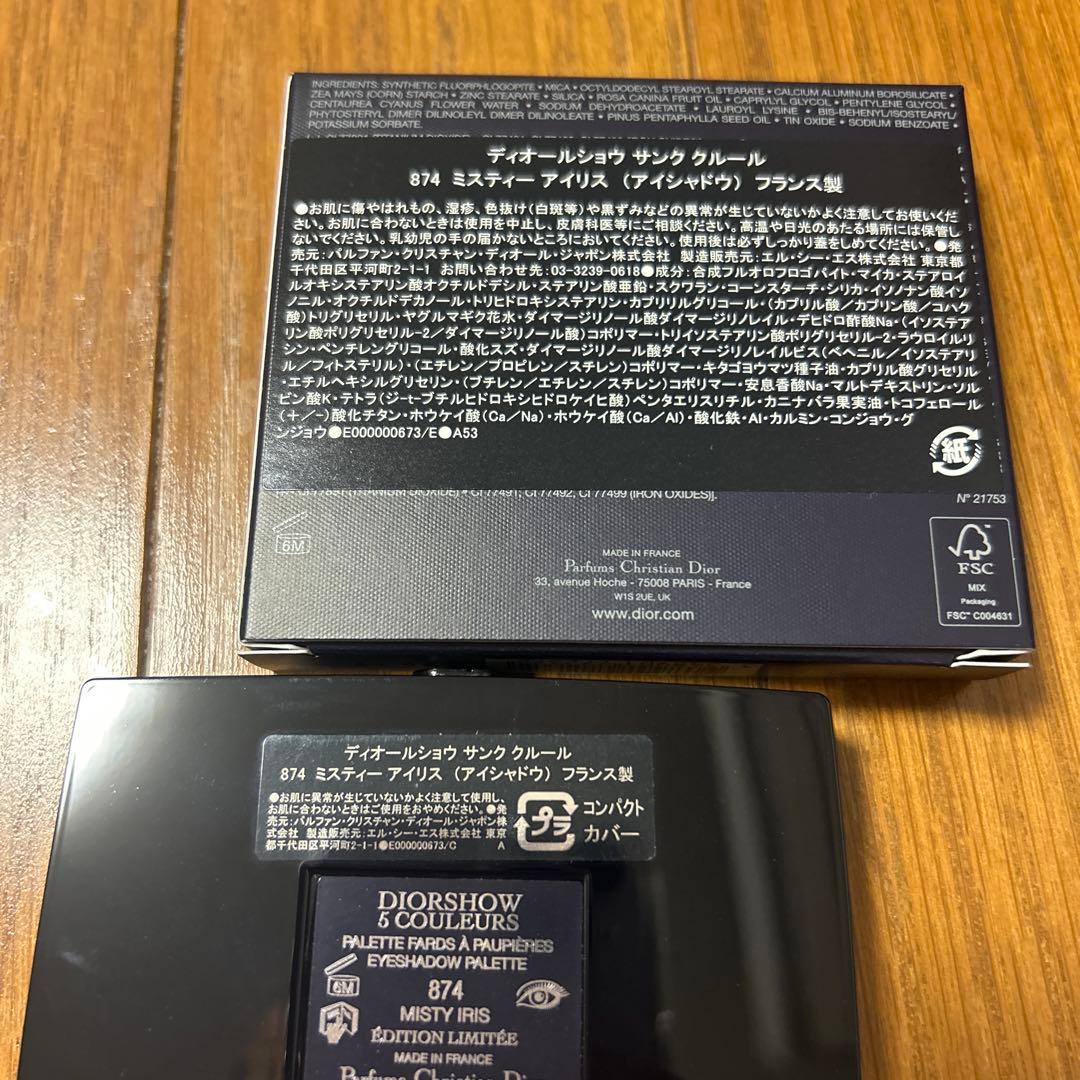 INGREDIENTS: SYNTHETIC FLUORPHLOGOPITE • MICA • OCTYLDODECYL STEAROYL STEARATE • CALCIUM ALUMINUM BOROSILICATE •
ZEA MAYS (CORN) STARCH • ZINC STEARATE • SILICA • ROSA CANINA FRUIT OIL • CAPRYLYL GLYCOL • PENTYLENE GLYCOL •
CENTAUREA CYANUS FLOWER WATER • SODIUM DEHYDROACETATE • LAUROYL LYSINE • BIS-BEHENYL/ISOSTEARYL/
PHYTOSTERYL DIMER DILINOLEYL DIMER DILINOLEATE • PINUS PENTAPHYLLA SEED OIL • TIN OXIDE • SODIUM BENZOATE •
POTASSIUM SORBATE.
ディオールショウ サンク クルール
874 ミスティー アイリス (アイシャドウ) フランス製
●お肌に傷やはれもの、湿疹、色抜け(白斑等)や黒ずみなどの異常が生じていないかよく注意してお使いくだ
さい。お肌に合わないときは使用を中止し、皮膚科医等にご相談ください。高温や日光のあたる場所には保管し
ないでください。乳幼児の手の届かないところにおいてください。使用後は必ずしっかり蓋をしめてください。●発
売元:パルファン・クリスチャン・ディオール・ジャポン株式会社 製造販売元:エル・シー・エス株式会社 東京都
千代田区平河町2-1-1 お問い合わせ先:03-3239-0618●成分:合成フルオロフロゴパイト・マイカ・ステアロイ
ルオキシステアリン酸オクチルドデシル・ステアリン酸亜鉛・スクワラン・コーンスターチ・シリカ・イソノナン酸イソ
ノニル・オクチルドデカノール・トリヒドロキシステアリン・カプリリルグリコール・(カプリル酸/カプリン酸/コハク
酸)トリグリセリル・ヤグルマギク花水・ダイマージリノール酸ダイマージリノレイル・デヒドロ酢酸Na・(イソステア
リン酸ポリグリセリル-2/ダイマージリノール酸)コポリマー・トリイソステアリン酸ポリグリセリル-2・ラウロイルリ
シン・ペンチレングリコール・酸化スズ・ダイマージリノール酸ダイマージリノレイルビス(ベヘニル/イソステアリ
ル/フィトステリル)・(エチレン/プロピレン/スチレン)コポリマー・キタゴヨウマツ種子油・カプリル酸グリセリル
・エチルヘキシルグリセリン・(ブチレン/エチレン/スチレン)コポリマー・安息香酸Na・マルトデキストリン・ソル
ビン酸K・テトラ(ジ-t-ブチルヒドロキシヒドロケイヒ酸)ペンタエリスリチル・カニナバラ果実油・トコフェロール
(+/-)酸化チタン・ホウケイ酸(Ca/Na)・ホウケイ酸(Ca/Al)・酸化鉄・Al・カルミン・コンジョウ・グ
ンジョウ●E000000673/E●A53
紙
(TITANIUM DIOXIDE) • CI 77491, CI 77492, CI 77499 (IRON OXIDES)].
N° 21753
6M
MADE IN FRANCE
Parfums Christian Dior
33, avenue Hoche - 75008 PARIS - France
W1S 2UE, UK
www.dior.com
FSC
MIX
Packaging
FSC™ C004631
ディオールショウ サンク クルール
874 ミスティー アイリス (アイシャドウ) フランス製
●お肌に異常が生じていないかよく注意して使用し、
お肌に合わないときはご使用をおやめください。●発
売元:パルファン・クリスチャン・ディオール・ジャポン株
式会社 製造販売元:エル・シー・エス株式会社 東京
都千代田区平河町2-1-1●E000000673/C A
プラ
コンパクト
カバー
DIORSHOW
5 COULEURS
PALETTE FARDS À PAUPIÈRES
EYESHADOW PALETTE
6M
874
MISTY IRIS
ÉDITION LIMITÉE
MADE IN FRANCE
Parfums Christian